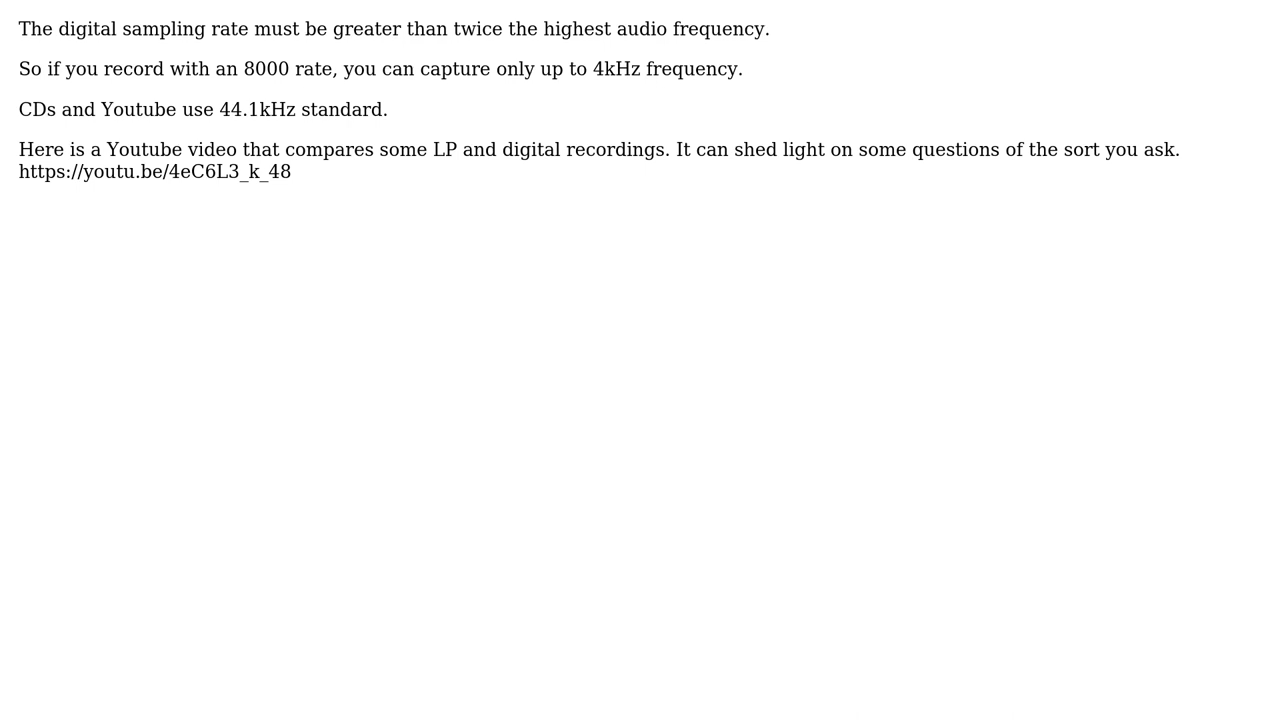 The digital sampling rate must be greater than twice the highest audio frequency.
So if you record with an 8000 rate, you can capture only up to 4kHz frequency.
CDs and Youtube use 44.1kHz standard.
Here is a Youtube video that compares some LP and digital recordings. It can shed light on some questions of the sort you ask.
https://youtu.be/4eC6L3_k_48